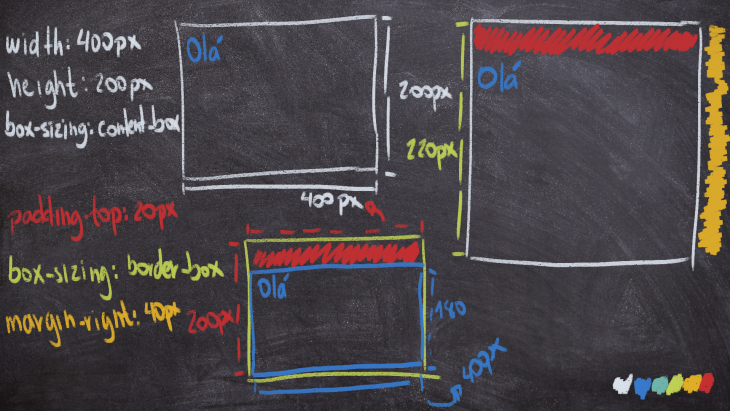 width: 400px
height: 200px
box-sizing: content-box
padding-top: 20px
box-sizing: border-box
margin-right: 40px
Olá
200px
400px
Olá
220px
Olá
200px
180
400px